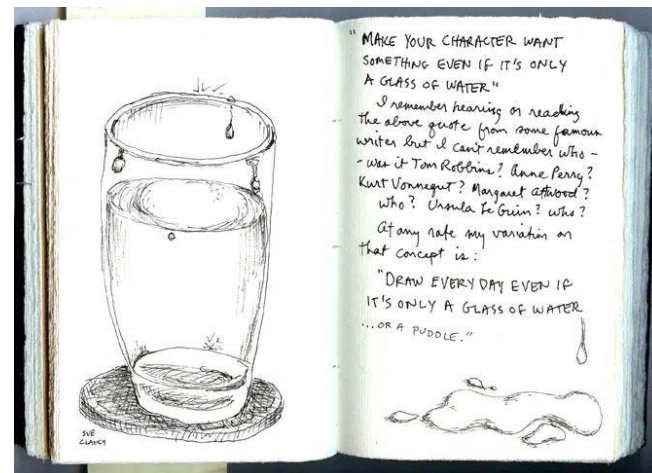 SUE
CLANCY
"MAKE YOUR CHARACTER WANT
SOMETHING EVEN IF IT'S ONLY
A GLASS OF WATER"
I remember hearing or reading
the above quote from some famous
writer but I can't remember who -
- was it Tom Robbins? Anne Perry?
Kurt Vonnegut? Margaret Attwood?
who? Ursula Le Guin? who?
At any rate my variation on
that concept is:
"DRAW EVERY DAY EVEN IF
IT'S ONLY A GLASS OF WATER
...OR A PUDDLE."